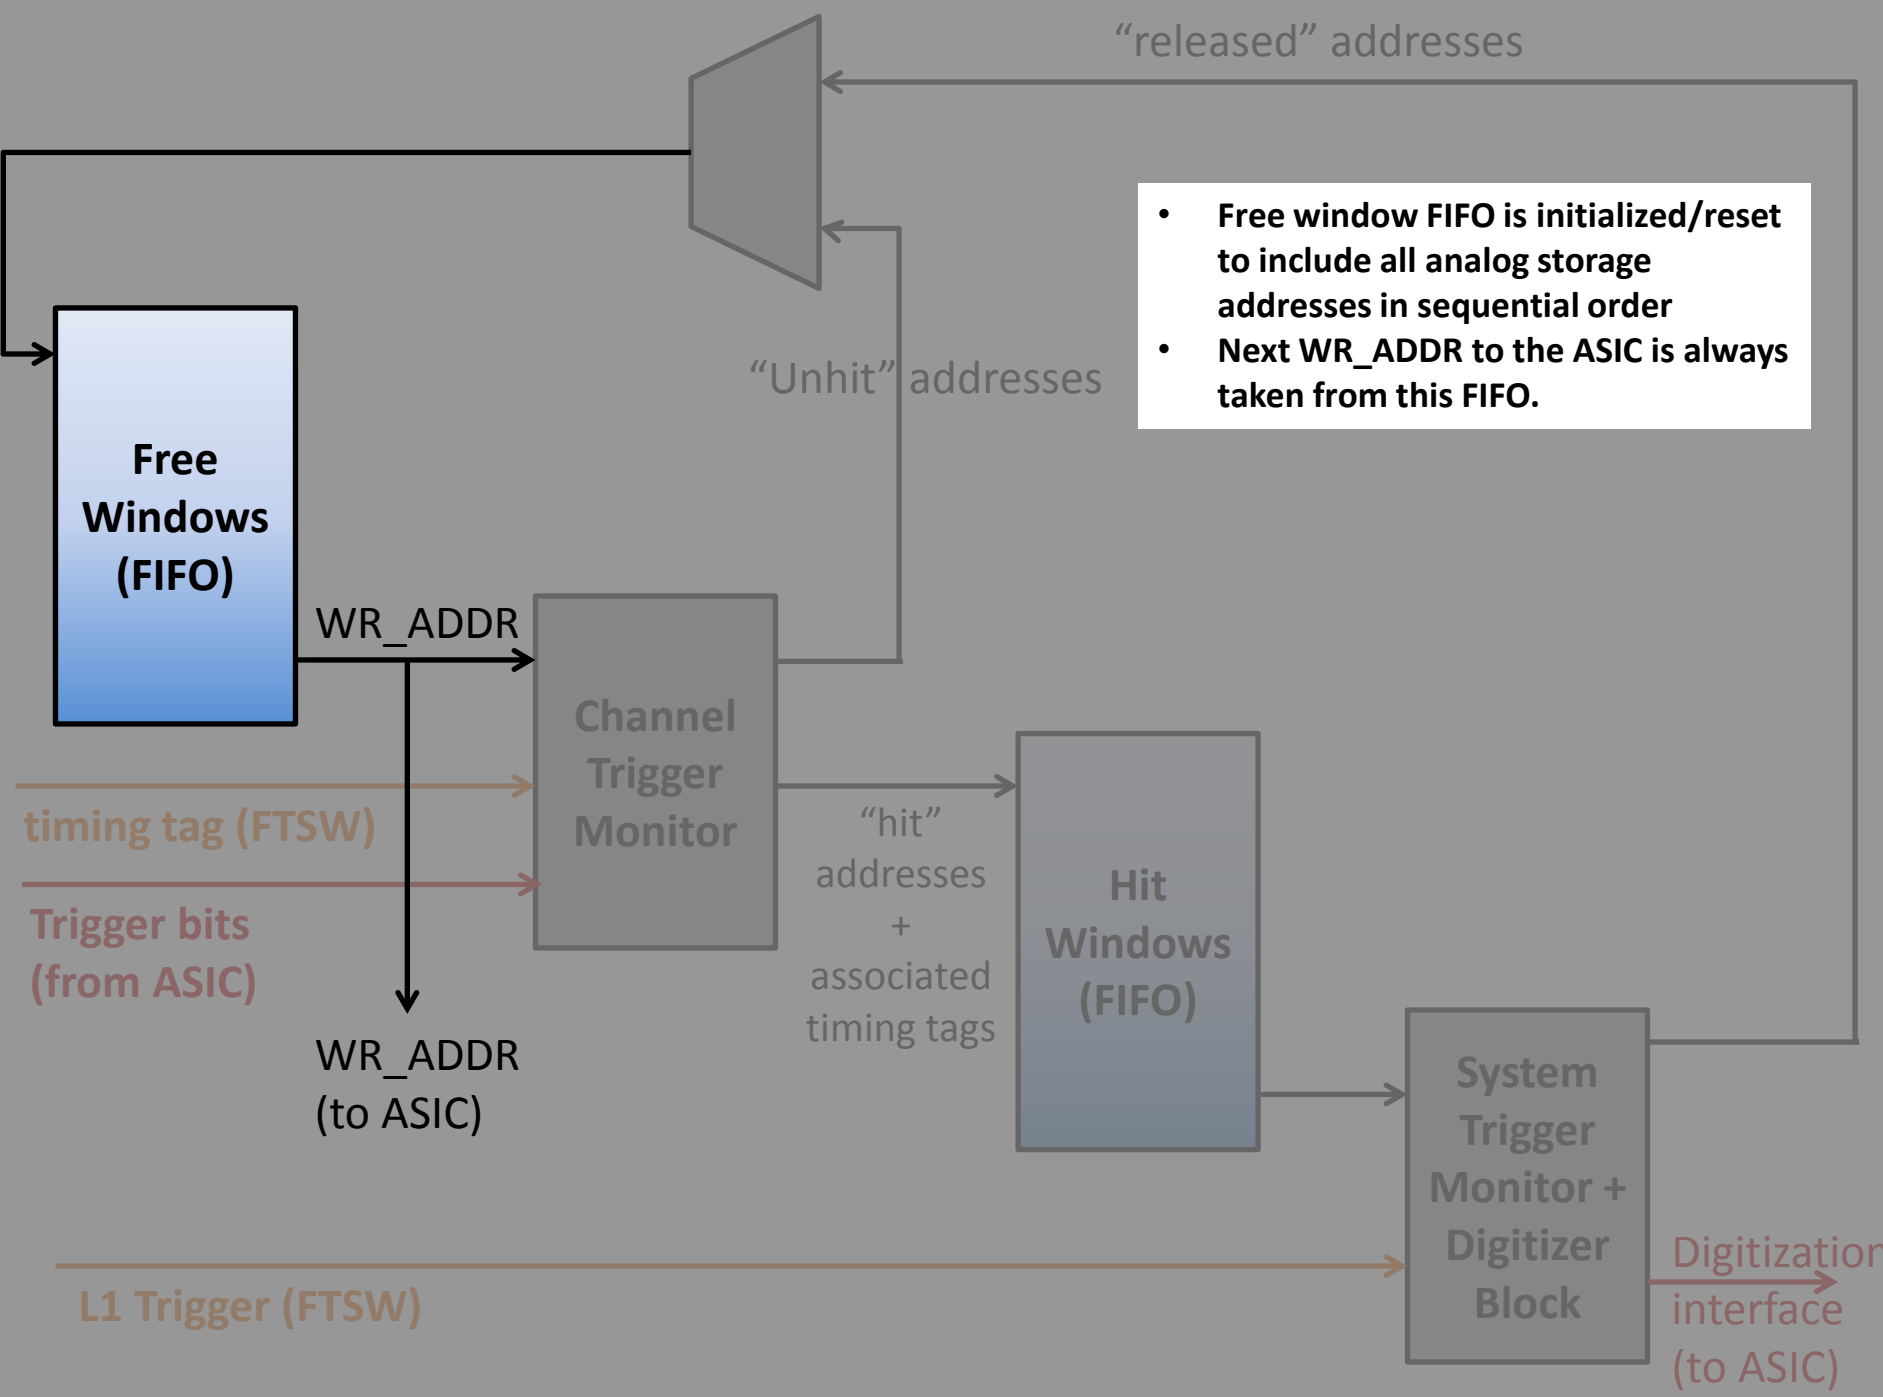 “released” addresses
• Free window FIFO is initialized/reset
to include all analog storage
addresses in sequential order
• Next WR_ADDR to the ASIC is always
taken from this FIFO.
“Unhit” addresses
Free
Windows
(FIFO)
WR_ADDR
Channel
Trigger
Monitor
timing tag (FTSW)
Trigger bits
(from ASIC)
WR_ADDR
(to ASIC)
“hit”
addresses
+
associated
timing tags
Hit
Windows
(FIFO)
System
Trigger
Monitor +
Digitizer
Block
L1 Trigger (FTSW)
Digitization
interface
(to ASIC)